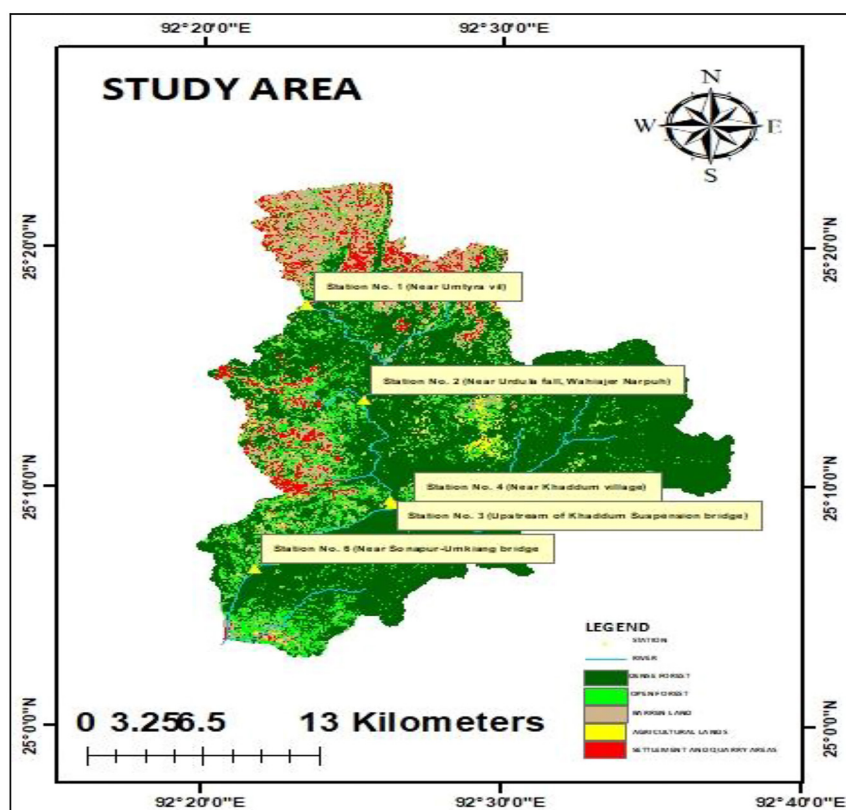 92°20'0"E 92°30'0"E
STUDY AREA
N
W E
S
25°20'0"N 25°20'0"N
Station No. 1 (Near Umtyra vil)
Station No. 2 (Near Urdula fall, Wahiajer Narpuh)
25°10'0"N 25°10'0"N
Station No. 4 (Near Khaddum village)
Station No. 3 (Upstream of Khaddum Suspension bridge)
Station No. 5 (Near Sonapur-Umkiang bridge
LEGEND
STATION
RIVER
DENSE FOREST
OPEN FOREST
BARREN LAND
AGRICULTURAL LANDS
SETTLEMENT AND QUARRY AREAS
25°0'0"N 25°0'0"N
0 3.25 6.5 13 Kilometers
92°20'0"E 92°30'0"E 92°40'0"E